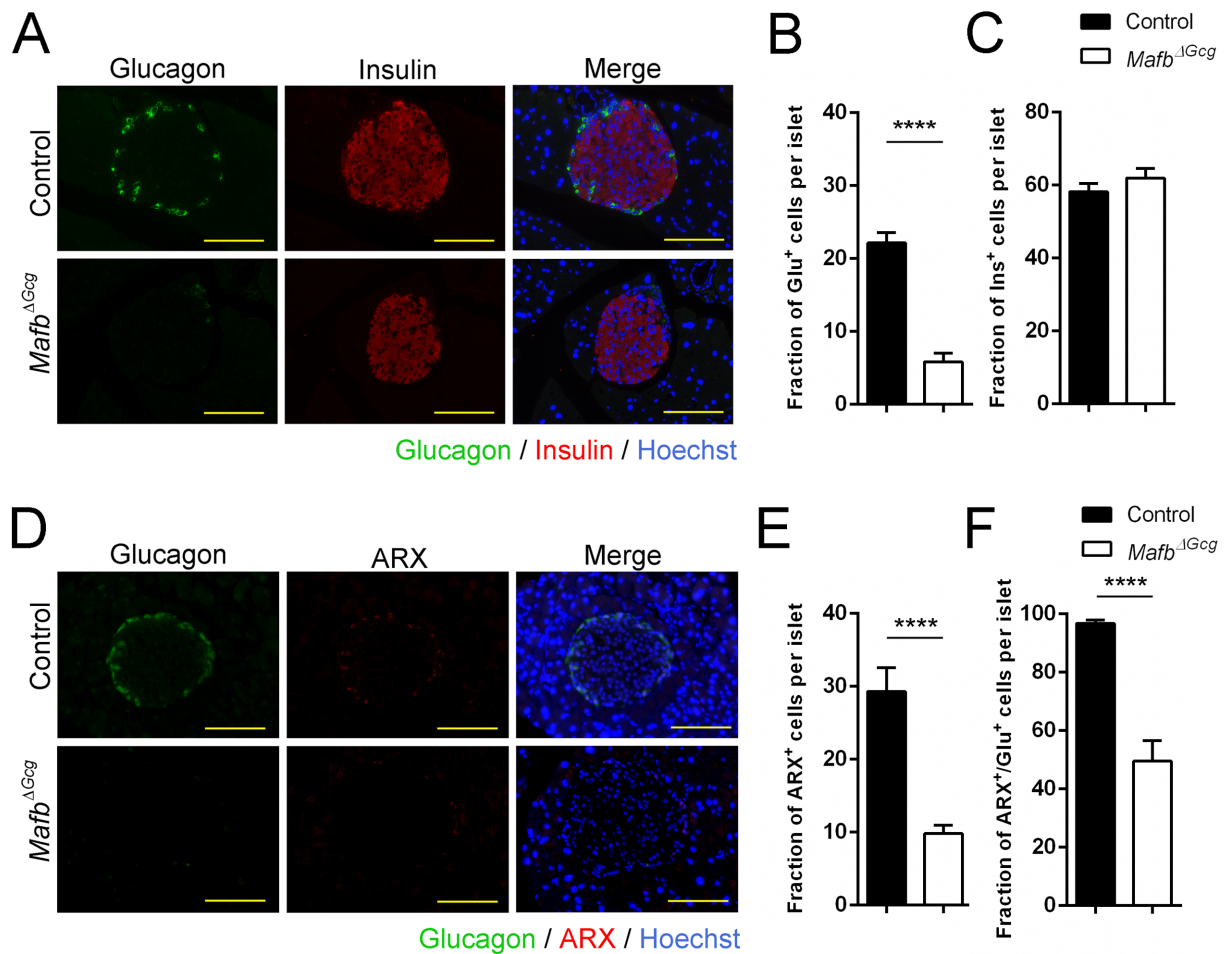 A
Glucagon
Insulin
Merge
Control
Mafb^ΔGcg
Glucagon / Insulin / Hoechst
B
Fraction of Glu⁺ cells per islet
40
30
20
10
0
****
C
Control
Mafb^ΔGcg
Fraction of Ins⁺ cells per islet
80
60
40
20
0
D
Glucagon
ARX
Merge
Control
Mafb^ΔGcg
Glucagon / ARX / Hoechst
E
Fraction of ARX⁺ cells per islet
40
30
20
10
0
****
F
Control
Mafb^ΔGcg
Fraction of ARX⁺/Glu⁺ cells per islet
100
80
60
40
20
0
****